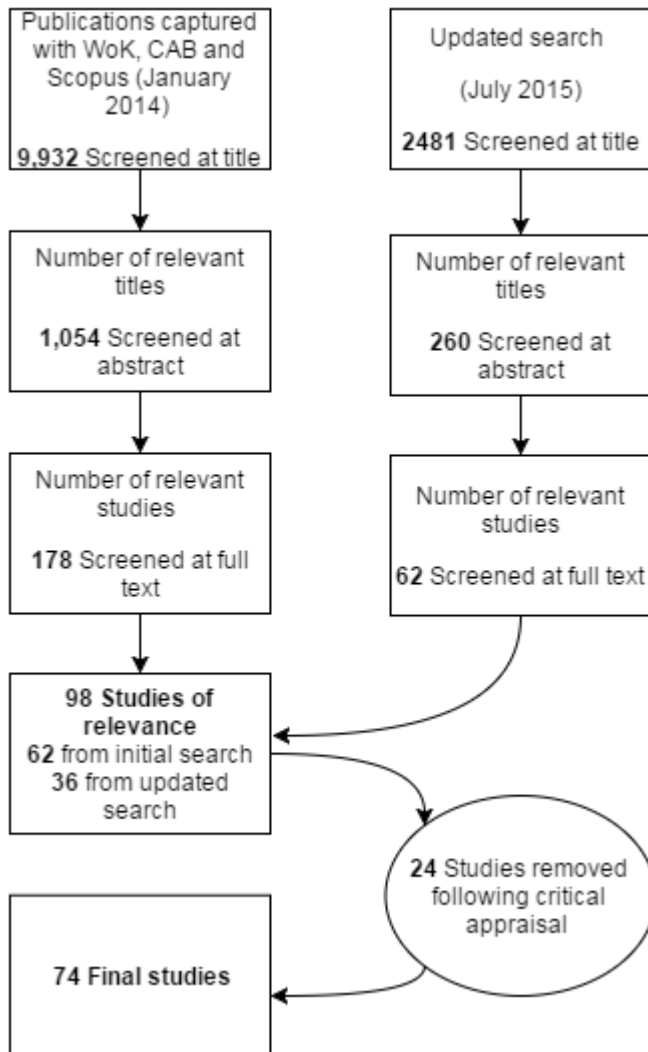 Publications captured
with WoK, CAB and
Scopus (January
2014)
9,932 Screened at title
Updated search
(July 2015)
2481 Screened at title
Number of relevant
titles
1,054 Screened at
abstract
Number of relevant
titles
260 Screened at
abstract
Number of relevant
studies
178 Screened at full
text
Number of relevant
studies
62 Screened at full text
98 Studies of
relevance
62 from initial search
36 from updated
search
24 Studies removed
following critical
appraisal
74 Final studies